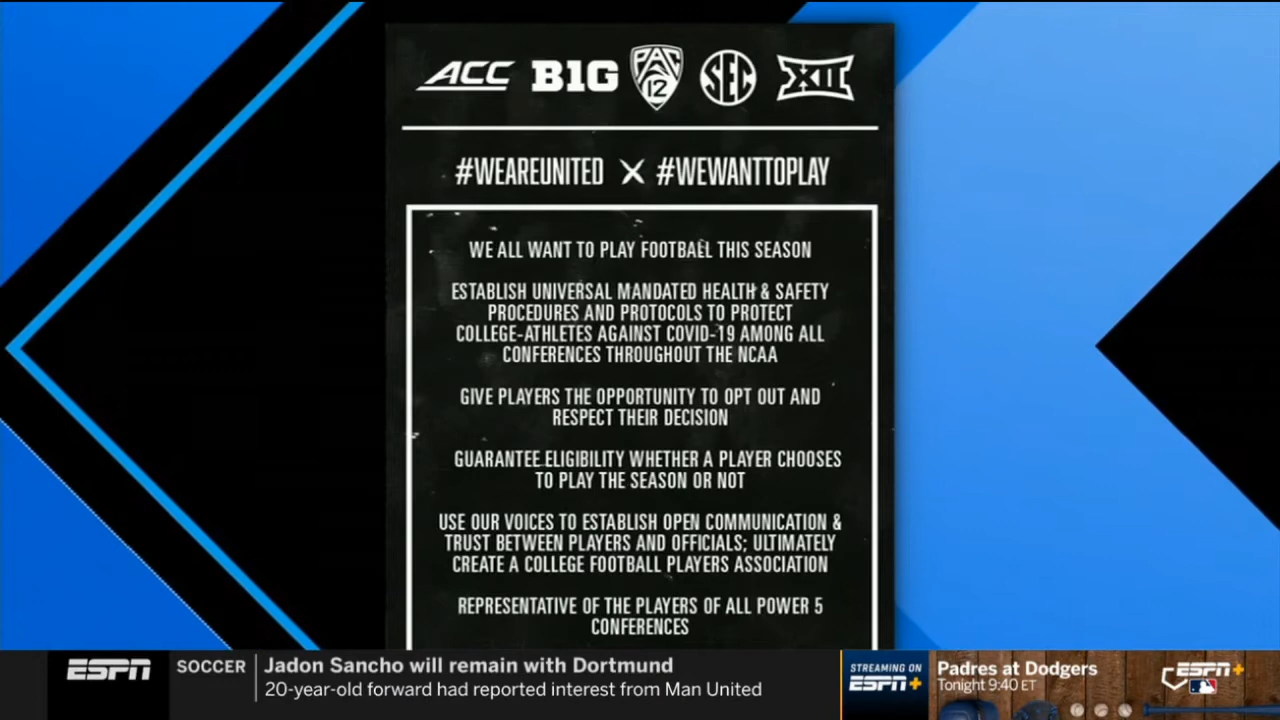 ACC B1G PAC 12 SEC XII
#WEAREUNITED X #WEWANTTOPLAY
WE ALL WANT TO PLAY FOOTBALL THIS SEASON
ESTABLISH UNIVERSAL MANDATED HEALTH & SAFETY
PROCEDURES AND PROTOCOLS TO PROTECT
COLLEGE-ATHLETES AGAINST COVID-19 AMONG ALL
CONFERENCES THROUGHOUT THE NCAA
GIVE PLAYERS THE OPPORTUNITY TO OPT OUT AND
RESPECT THEIR DECISION
GUARANTEE ELIGIBILITY WHETHER A PLAYER CHOOSES
TO PLAY THE SEASON OR NOT
USE OUR VOICES TO ESTABLISH OPEN COMMUNICATION &
TRUST BETWEEN PLAYERS AND OFFICIALS; ULTIMATELY
CREATE A COLLEGE FOOTBALL PLAYERS ASSOCIATION
REPRESENTATIVE OF THE PLAYERS OF ALL POWER 5
CONFERENCES
ESPN
SOCCER
Jadon Sancho will remain with Dortmund
20-year-old forward had reported interest from Man United
STREAMING ON
ESPN+
Padres at Dodgers
Tonight 9:40 ET
ESPN+